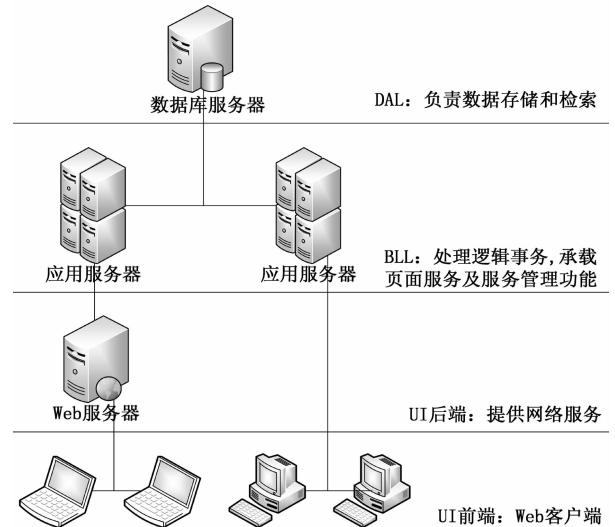 数据库服务器
DAL：负责数据存储和检索
应用服务器
应用服务器
BLL：处理逻辑事务,承载
页面服务及服务管理功能
Web服务器
UI后端：提供网络服务
UI前端：Web客户端